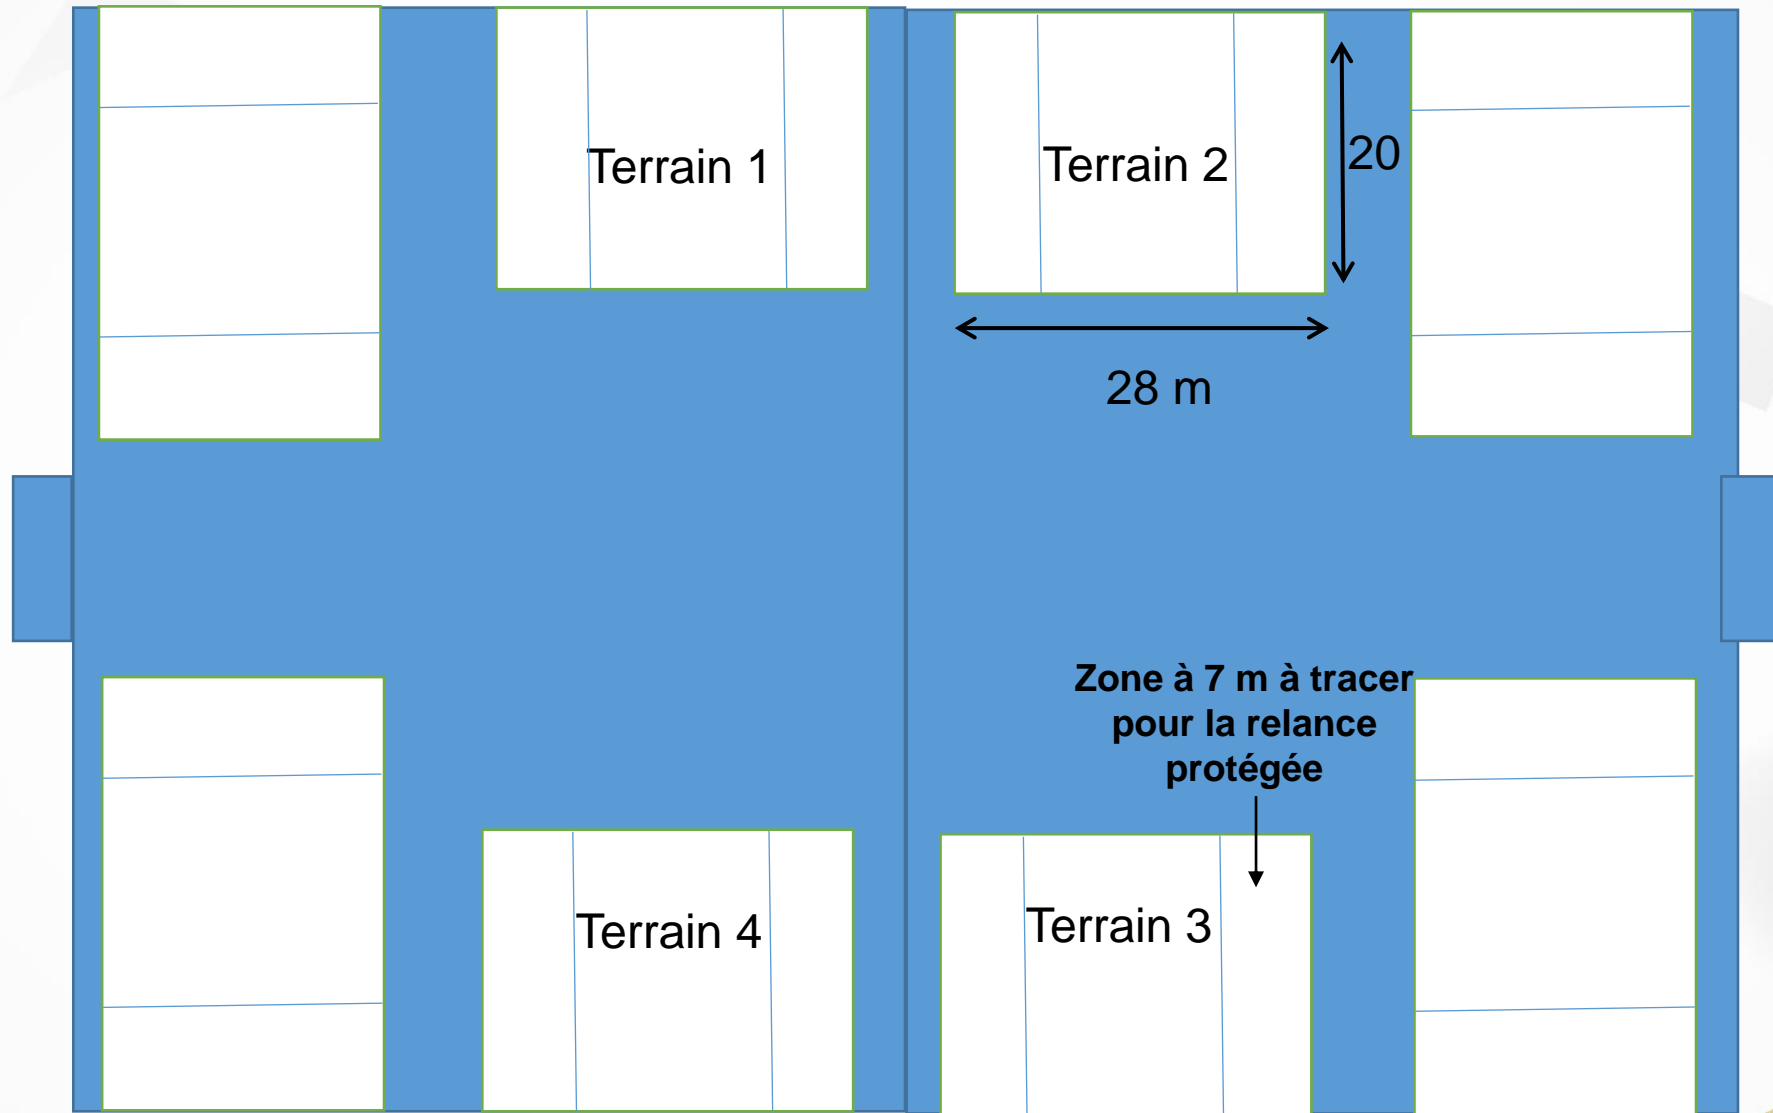 Terrain 1
Terrain 2
20
28 m
Zone à 7 m à tracer
pour la relance
protégée
Terrain 4
Terrain 3